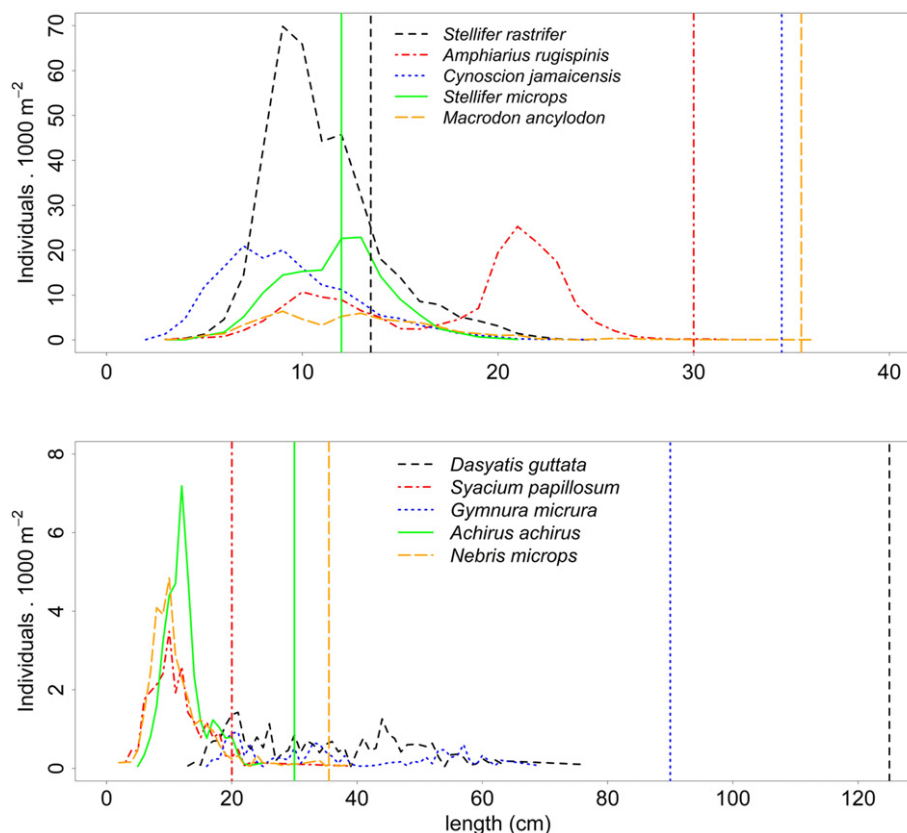 Individuals . 1000 m−2
70
60
50
40
30
20
10
0
Stellifer rastrifer
Amphiarius rugispinis
Cynoscion jamaicensis
Stellifer microps
Macrodon ancylodon
0 10 20 30 40
Individuals . 1000 m−2
8
6
4
2
0
Dasyatis guttata
Syacium papillosum
Gymnura micrura
Achirus achirus
Nebris microps
0 20 40 60 80 100 120
length (cm)